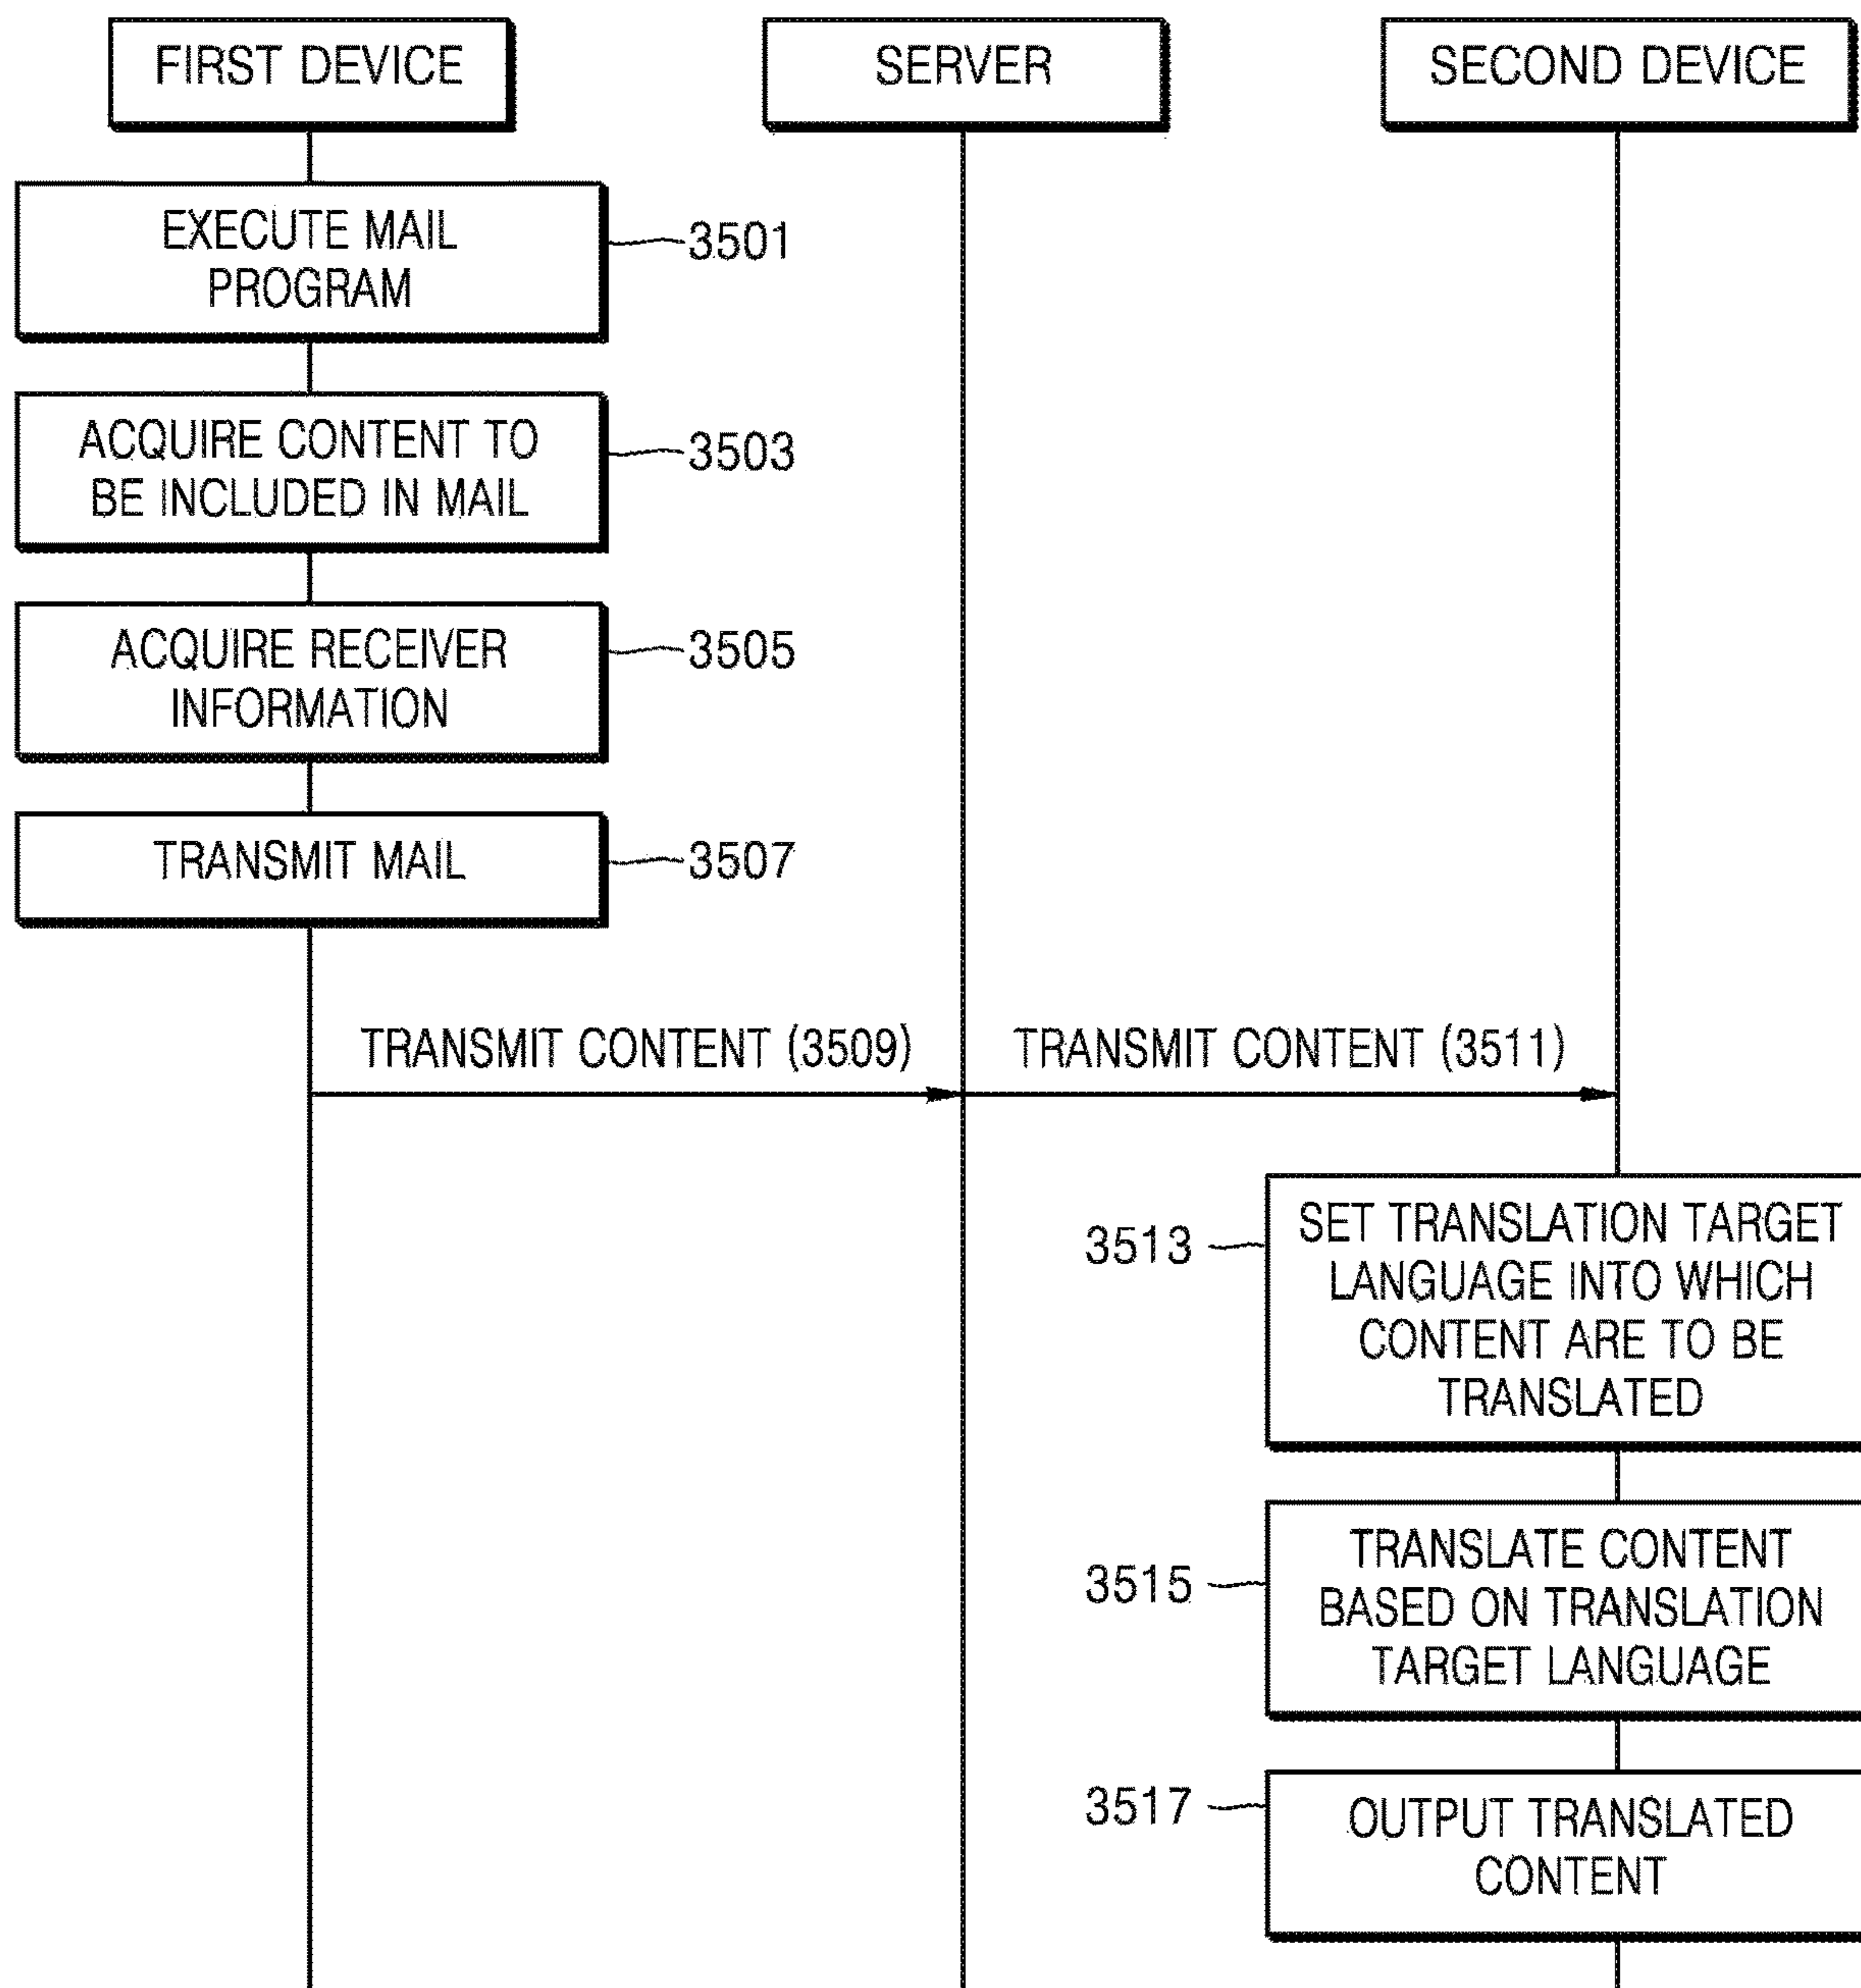 FIRST DEVICE
SERVER
SECOND DEVICE
EXECUTE MAIL
PROGRAM
3501
ACQUIRE CONTENT TO
BE INCLUDED IN MAIL
3503
ACQUIRE RECEIVER
INFORMATION
3505
TRANSMIT MAIL
3507
TRANSMIT CONTENT (3509)
TRANSMIT CONTENT (3511)
3513
SET TRANSLATION TARGET
LANGUAGE INTO WHICH
CONTENT ARE TO BE
TRANSLATED
3515
TRANSLATE CONTENT
BASED ON TRANSLATION
TARGET LANGUAGE
3517
OUTPUT TRANSLATED
CONTENT